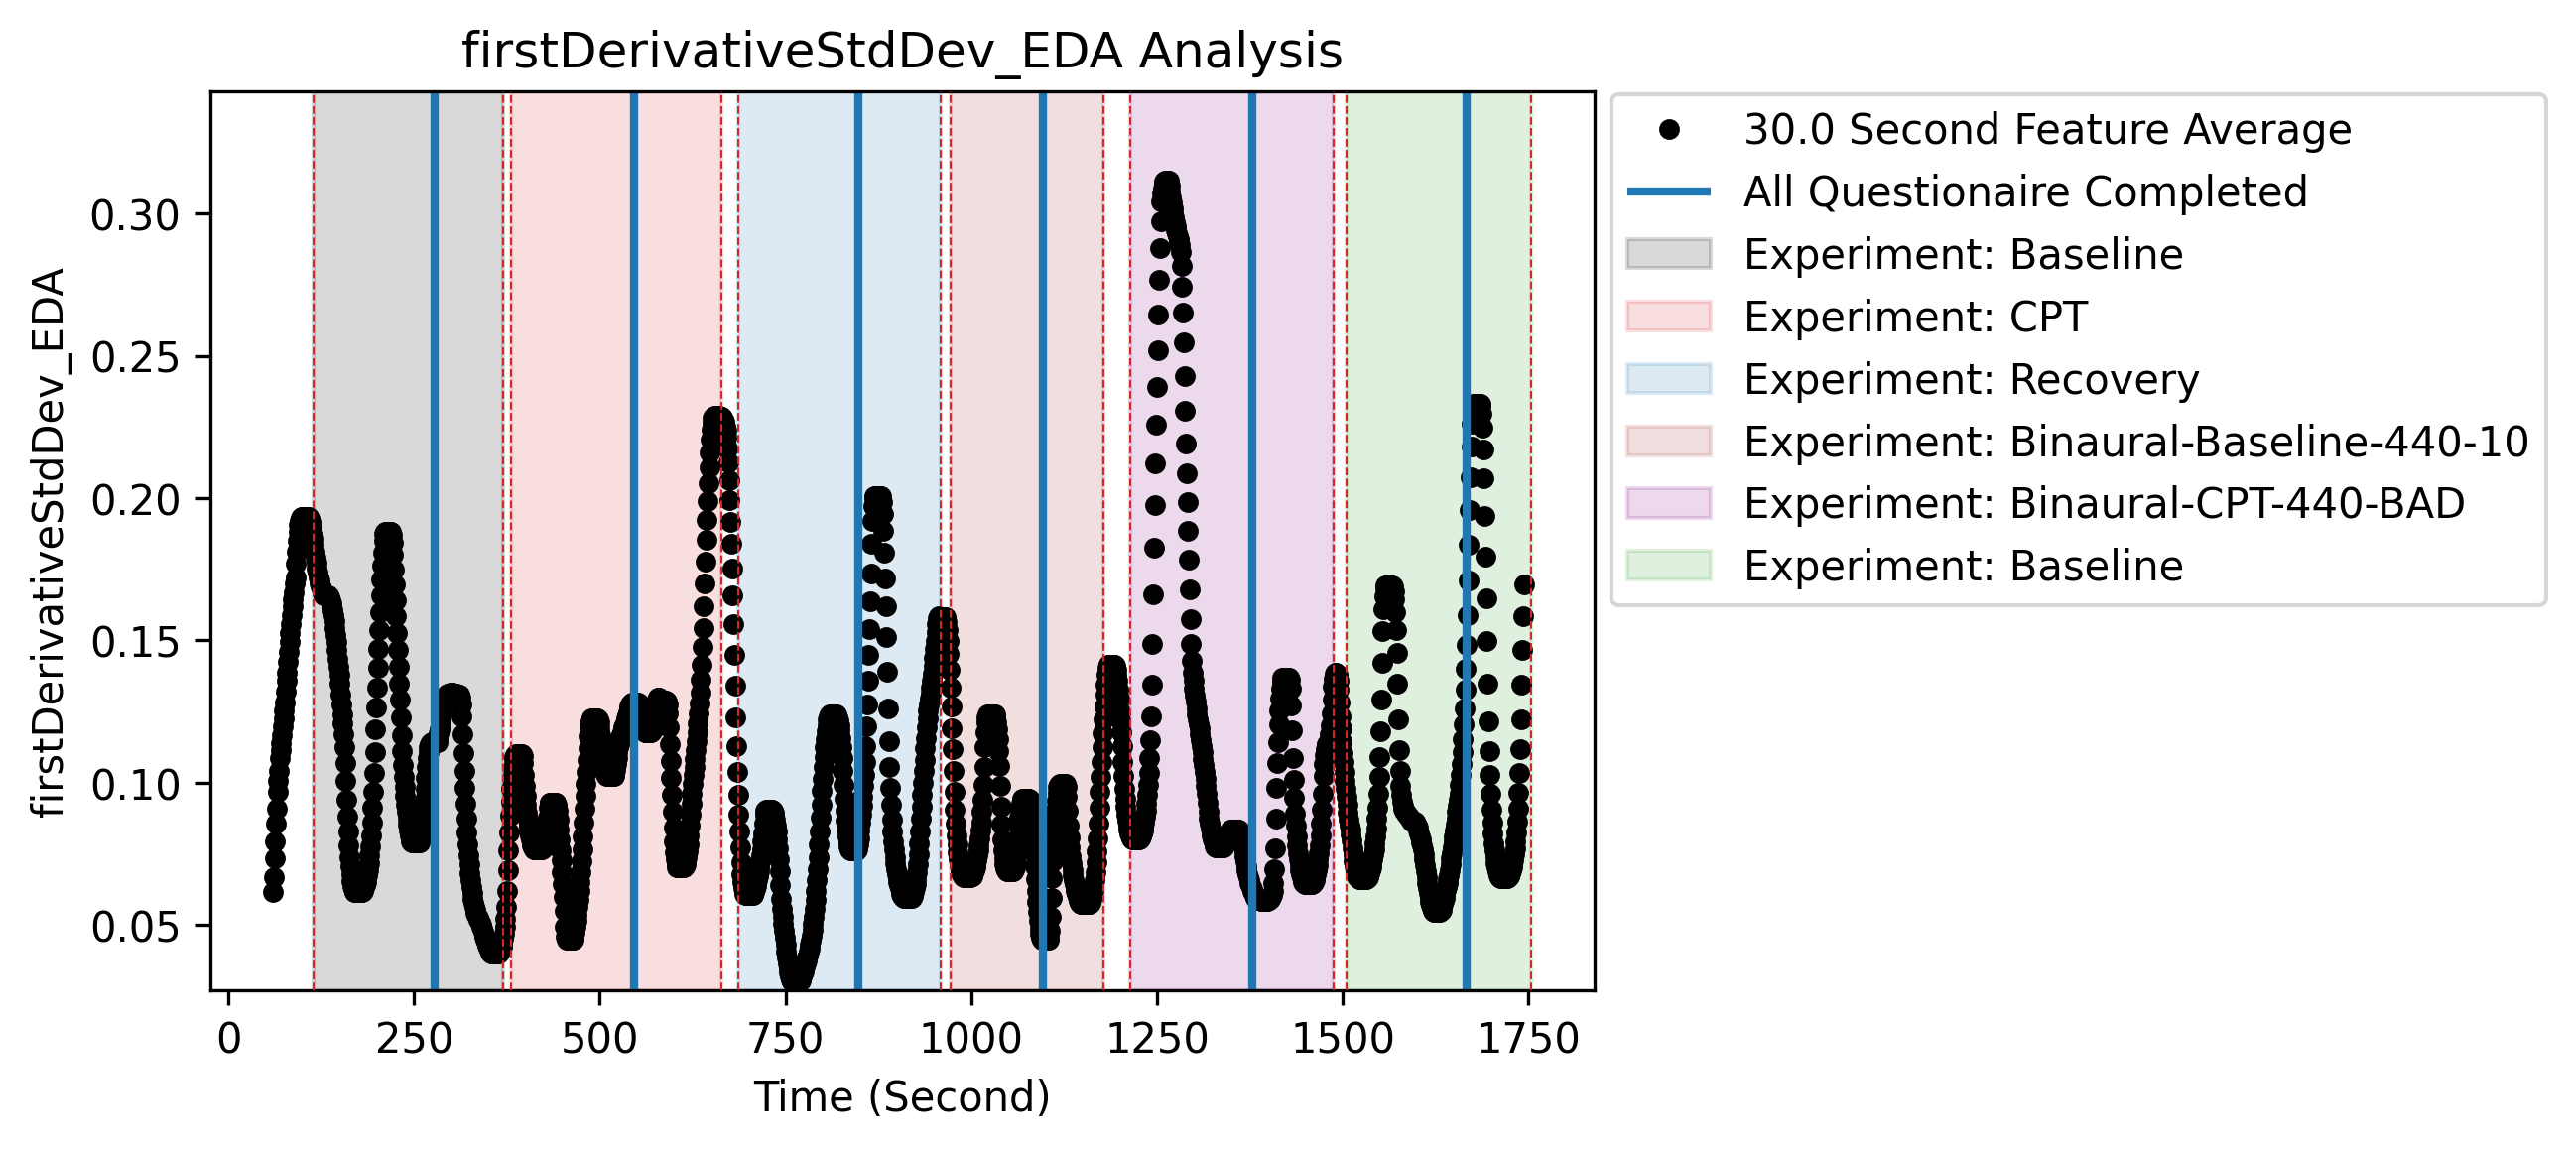 firstDerivativeStdDev_EDA Analysis
firstDerivativeStdDev_EDA
0.30
0.25
0.20
0.15
0.10
0.05
0 250 500 750 1000 1250 1500 1750
Time (Second)
30.0 Second Feature Average
All Questionaire Completed
Experiment: Baseline
Experiment: CPT
Experiment: Recovery
Experiment: Binaural-Baseline-440-10
Experiment: Binaural-CPT-440-BAD
Experiment: Baseline